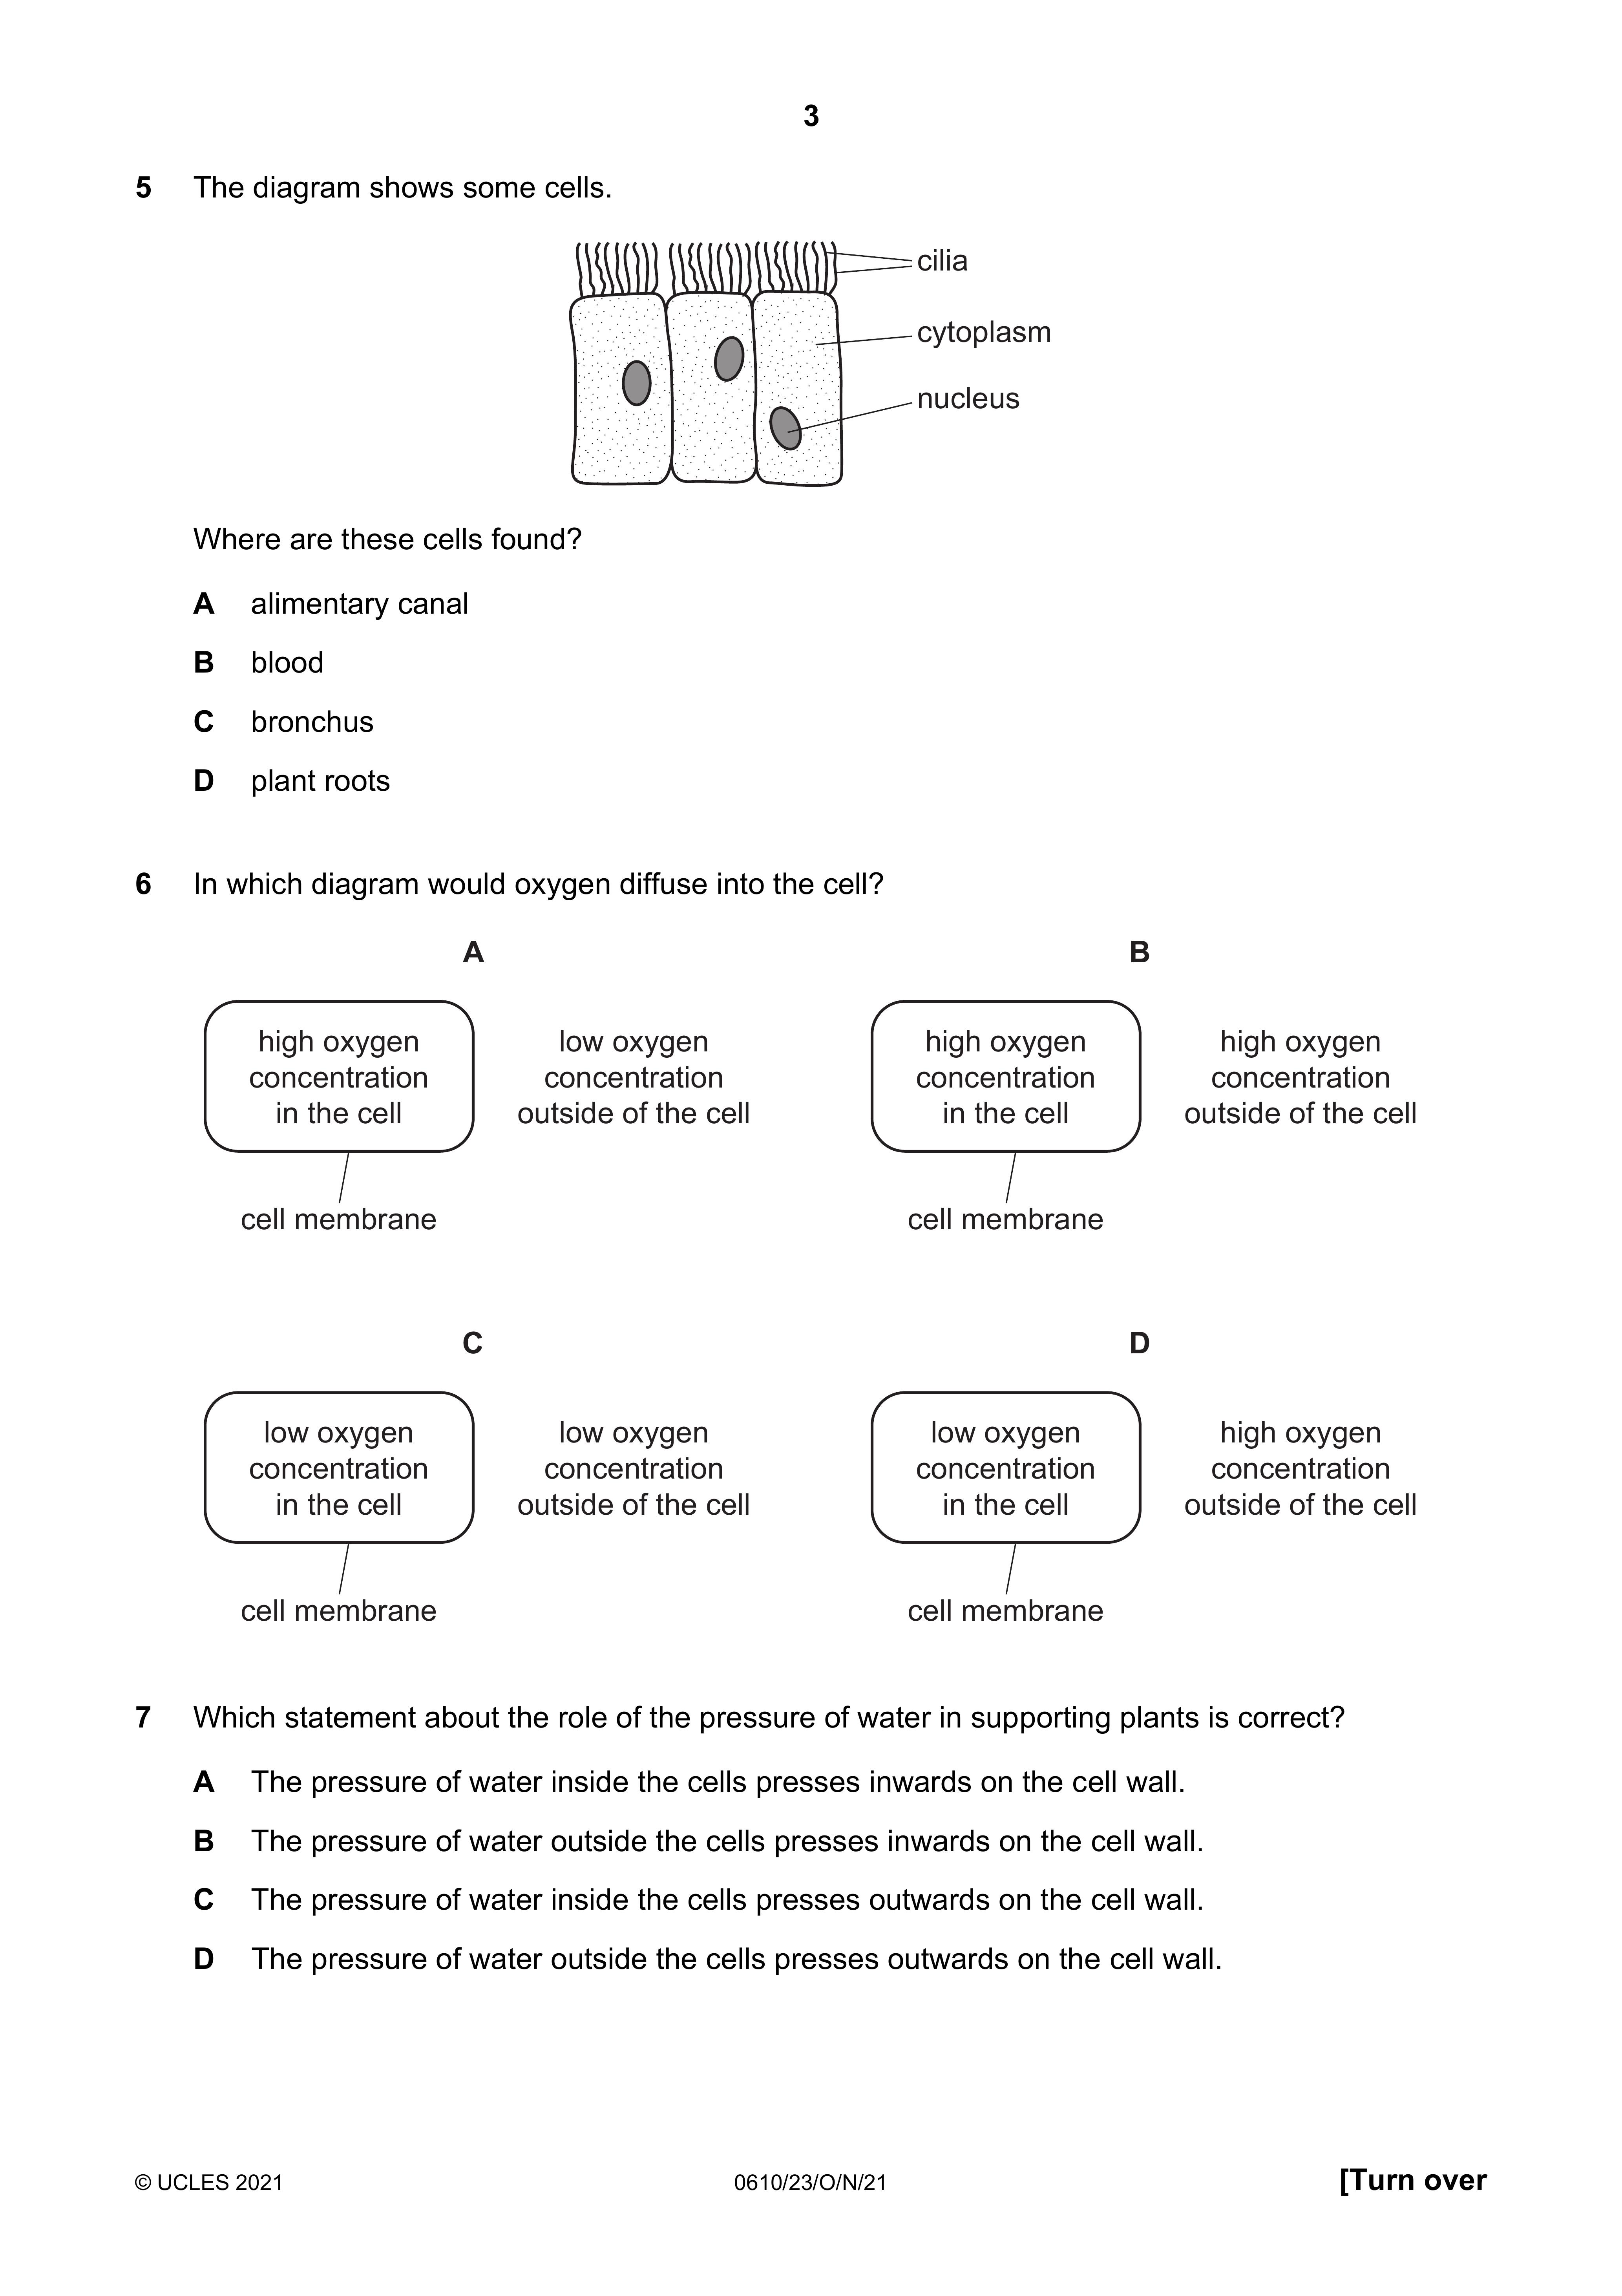 3
5 The diagram shows some cells.
cilia
cytoplasm
nucleus
Where are these cells found?
A alimentary canal
B blood
C bronchus
D plant roots
6 In which diagram would oxygen diffuse into the cell?
A
high oxygen
concentration
in the cell
low oxygen
concentration
outside of the cell
cell membrane
B
high oxygen
concentration
in the cell
high oxygen
concentration
outside of the cell
cell membrane
C
low oxygen
concentration
in the cell
low oxygen
concentration
outside of the cell
cell membrane
D
low oxygen
concentration
in the cell
high oxygen
concentration
outside of the cell
cell membrane
7 Which statement about the role of the pressure of water in supporting plants is correct?
A The pressure of water inside the cells presses inwards on the cell wall.
B The pressure of water outside the cells presses inwards on the cell wall.
C The pressure of water inside the cells presses outwards on the cell wall.
D The pressure of water outside the cells presses outwards on the cell wall.
© UCLES 2021 0610/23/O/N/21 [Turn over